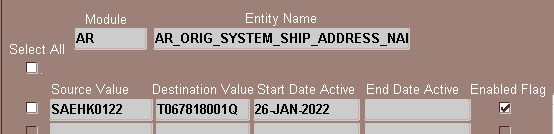 Module Entity Name
AR AR_ORIG_SYSTEM_SHIP_ADDRESS_NAI
Select All
Source Value Destination Value Start Date Active End Date Active Enabled Flag
SAEHK0122 T067818001Q 26-JAN-2022